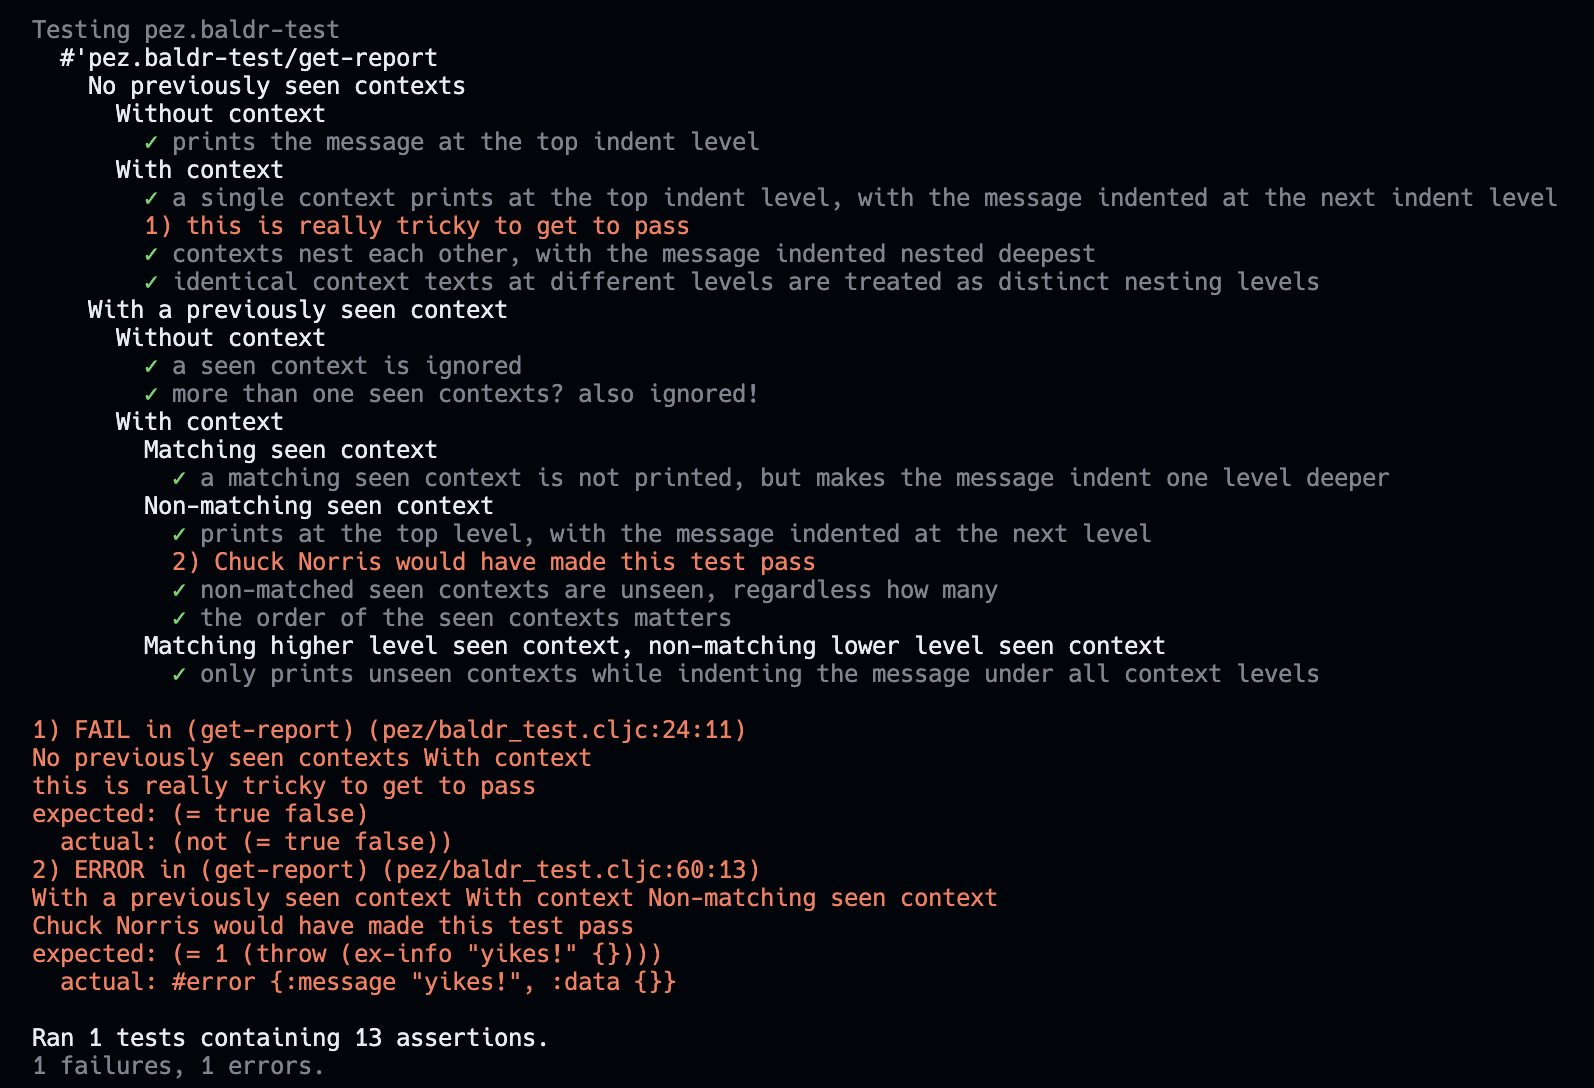 Testing pez.baldr-test
#'pez.baldr-test/get-report
No previously seen contexts
Without context
✓ prints the message at the top indent level
With context
✓ a single context prints at the top indent level, with the message indented at the next indent level
1) this is really tricky to get to pass
✓ contexts nest each other, with the message indented nested deepest
✓ identical context texts at different levels are treated as distinct nesting levels
With a previously seen context
Without context
✓ a seen context is ignored
✓ more than one seen contexts? also ignored!
With context
Matching seen context
✓ a matching seen context is not printed, but makes the message indent one level deeper
Non-matching seen context
✓ prints at the top level, with the message indented at the next level
2) Chuck Norris would have made this test pass
✓ non-matched seen contexts are unseen, regardless how many
✓ the order of the seen contexts matters
Matching higher level seen context, non-matching lower level seen context
✓ only prints unseen contexts while indenting the message under all context levels
1) FAIL in (get-report) (pez/baldr_test.cljc:24:11)
No previously seen contexts With context
this is really tricky to get to pass
expected: (= true false)
actual: (not (= true false))
2) ERROR in (get-report) (pez/baldr_test.cljc:60:13)
With a previously seen context With context Non-matching seen context
Chuck Norris would have made this test pass
expected: (= 1 (throw (ex-info "yikes!" {})))
actual: #error {:message "yikes!", :data {}}
Ran 1 tests containing 13 assertions.
1 failures, 1 errors.